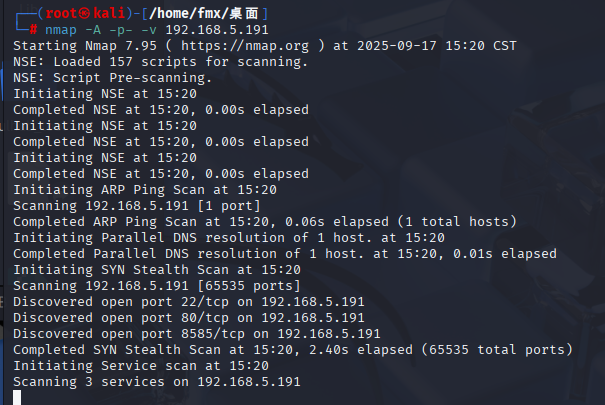 ┌──(root㉿kali)-[/home/fmx/桌面]
└─# nmap -A -p- -v 192.168.5.191
Starting Nmap 7.95 ( https://nmap.org ) at 2025-09-17 15:20 CST
NSE: Loaded 157 scripts for scanning.
NSE: Script Pre-scanning.
Initiating NSE at 15:20
Completed NSE at 15:20, 0.00s elapsed
Initiating NSE at 15:20
Completed NSE at 15:20, 0.00s elapsed
Initiating NSE at 15:20
Completed NSE at 15:20, 0.00s elapsed
Initiating ARP Ping Scan at 15:20
Scanning 192.168.5.191 [1 port]
Completed ARP Ping Scan at 15:20, 0.06s elapsed (1 total hosts)
Initiating Parallel DNS resolution of 1 host. at 15:20
Completed Parallel DNS resolution of 1 host. at 15:20, 0.01s elapsed
Initiating SYN Stealth Scan at 15:20
Scanning 192.168.5.191 [65535 ports]
Discovered open port 22/tcp on 192.168.5.191
Discovered open port 80/tcp on 192.168.5.191
Discovered open port 8585/tcp on 192.168.5.191
Completed SYN Stealth Scan at 15:20, 2.40s elapsed (65535 total ports)
Initiating Service scan at 15:20
Scanning 3 services on 192.168.5.191